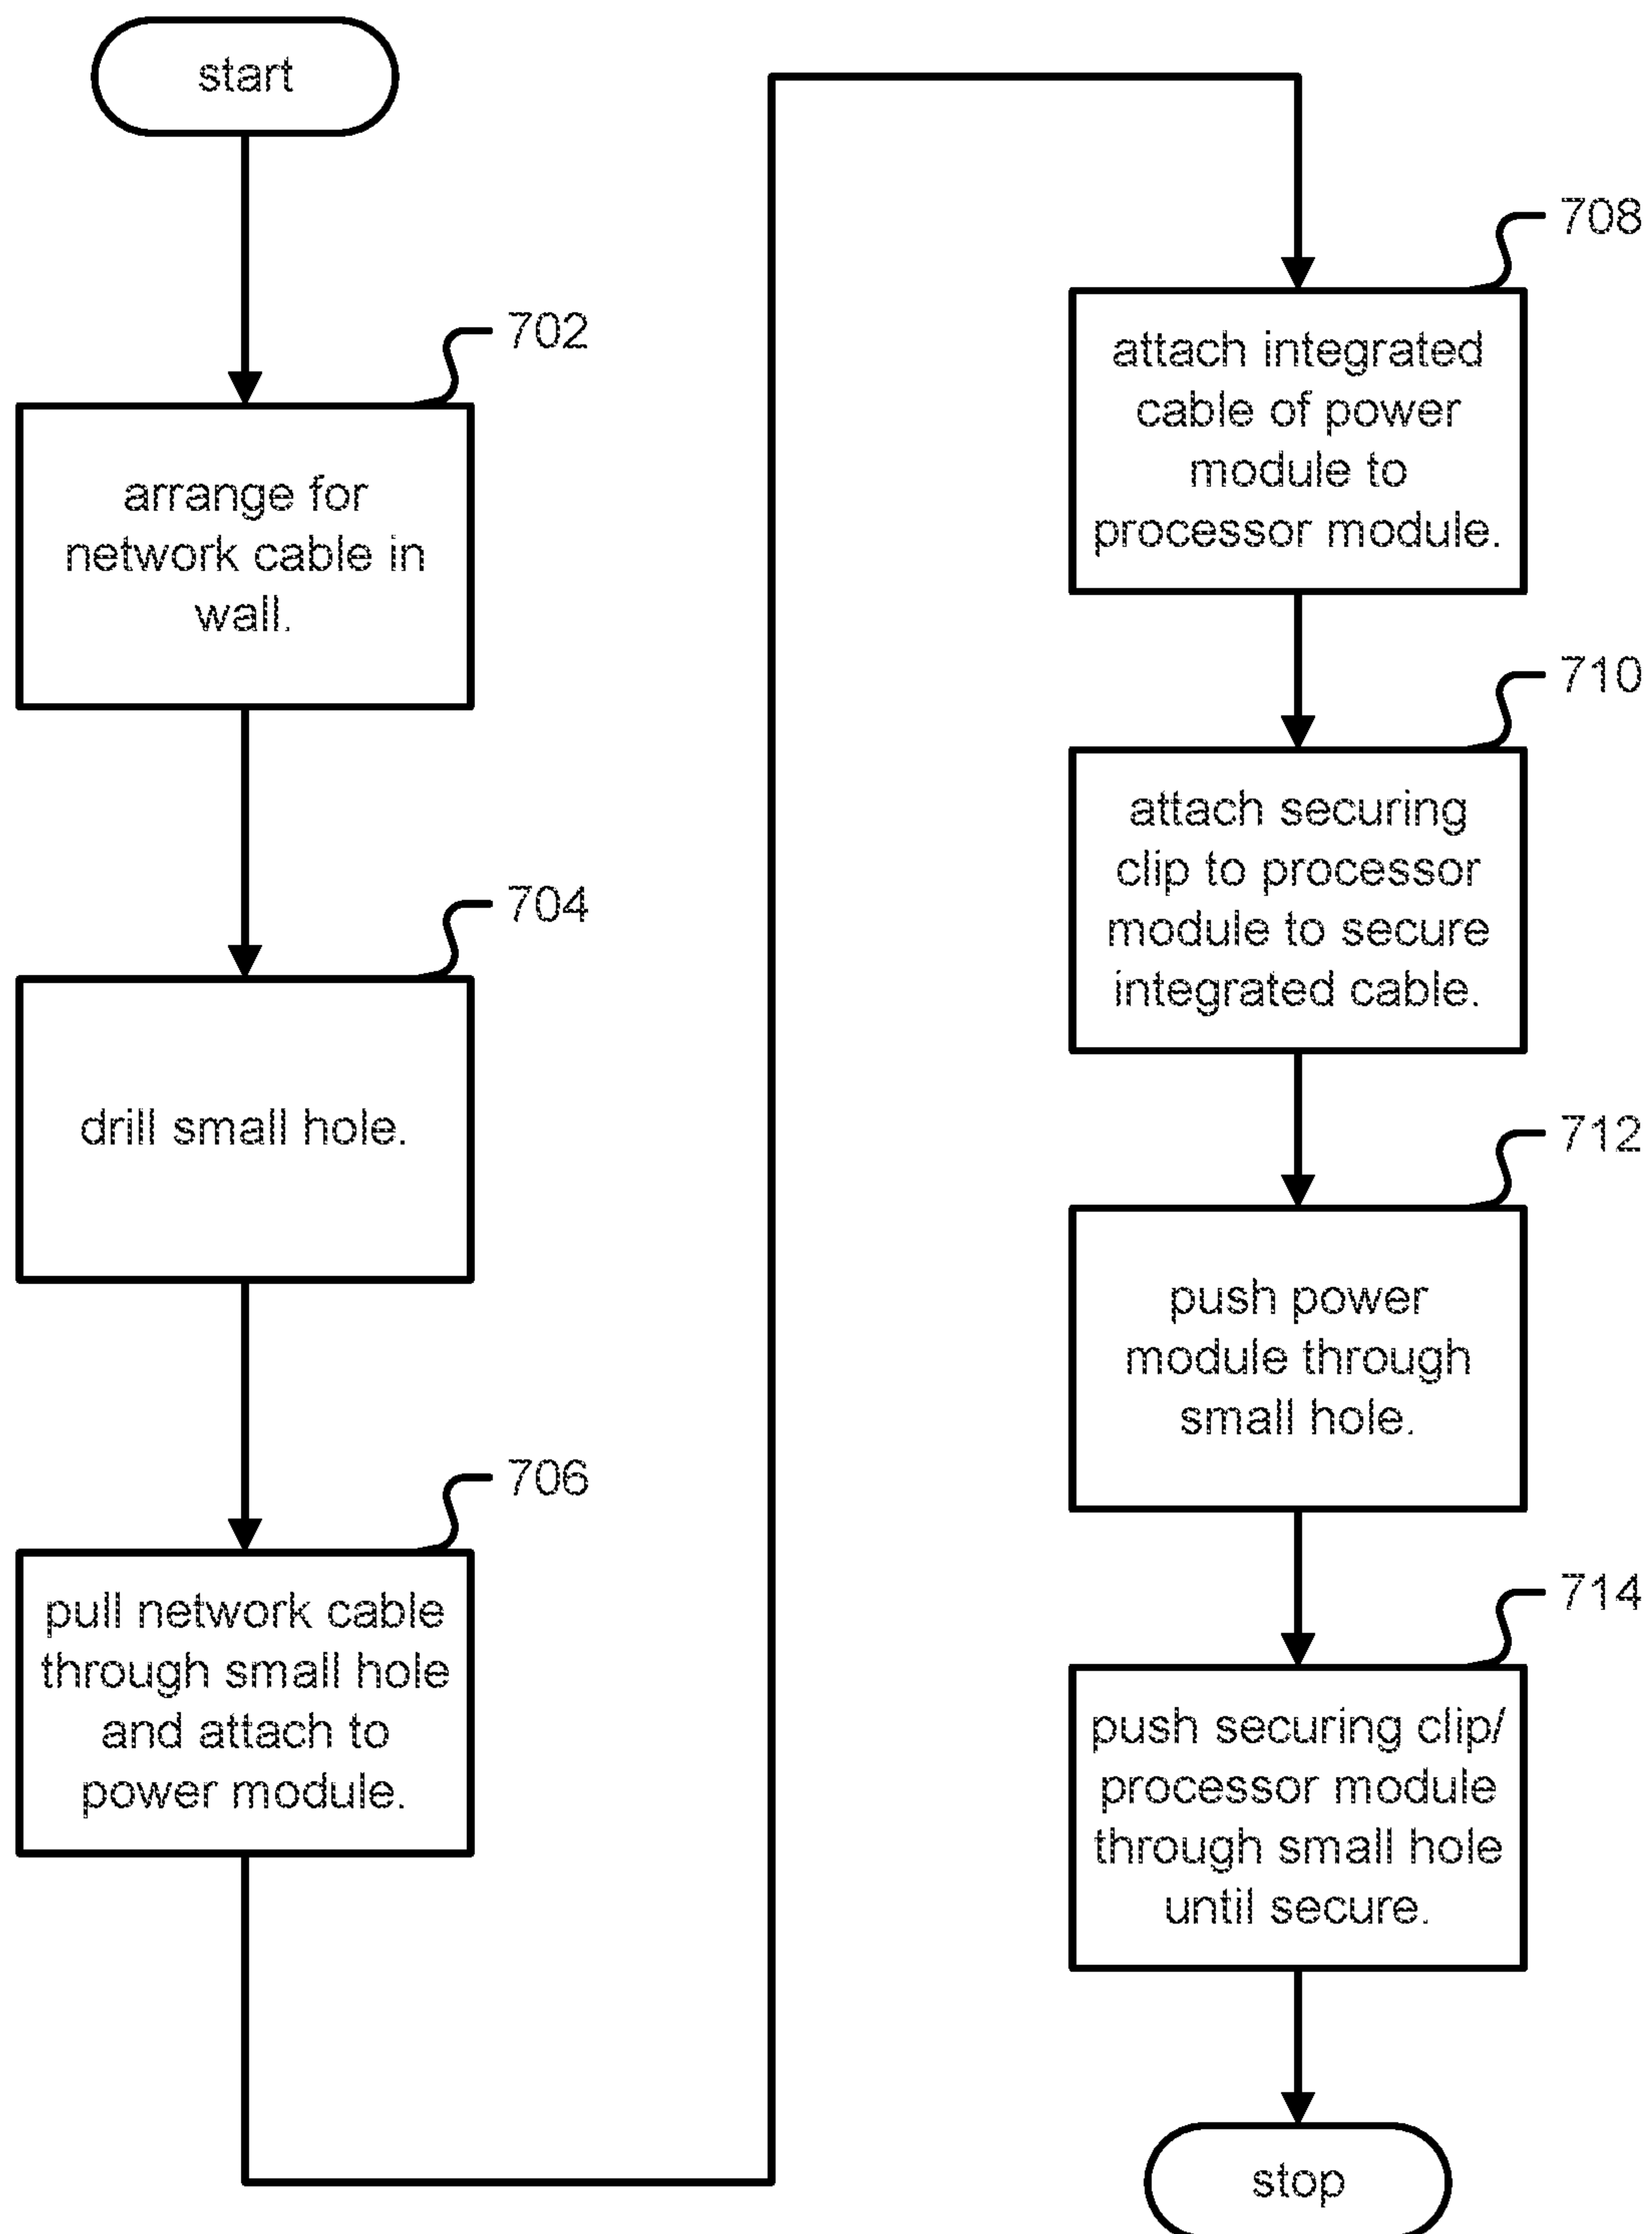 start
702
arrange for
network cable in
wall.
704
drill small hole.
706
pull network cable
through small hole
and attach to
power module.
708
attach integrated
cable of power
module to
processor module.
710
attach securing
clip to processor
module to secure
integrated cable.
712
push power
module through
small hole.
714
push securing clip/
processor module
through small hole
until secure.
stop